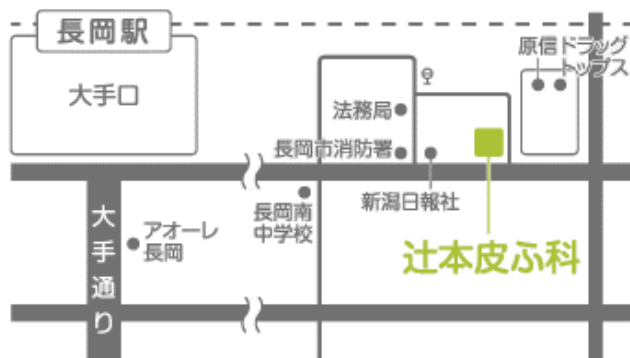 長岡駅
大手口
原信
ドラッグ
トップス
法務局
長岡市消防署
新潟日報社
長岡南
中学校
大手通り
アオーレ
長岡
辻本皮ふ科